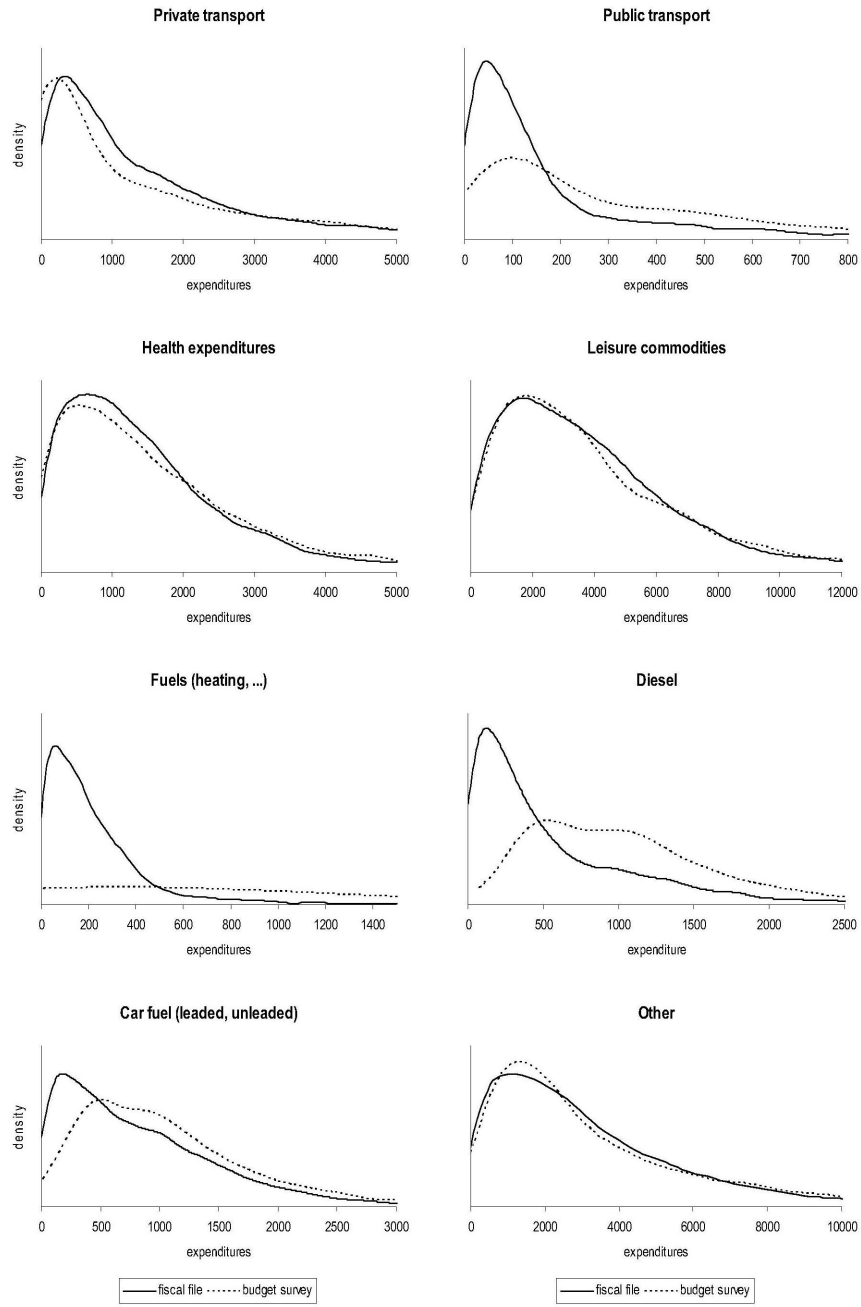 Private transport
Public transport
density
0 1000 2000 3000 4000 5000
expenditures
0 100 200 300 400 500 600 700 800
expenditures
Health expenditures
Leisure commodities
density
0 1000 2000 3000 4000 5000
expenditures
0 2000 4000 6000 8000 10000 12000
expenditures
Fuels (heating, ...)
Diesel
density
0 200 400 600 800 1000 1200 1400
expenditures
0 500 1000 1500 2000 2500
expenditure
Car fuel (leaded, unleaded)
Other
density
0 500 1000 1500 2000 2500 3000
expenditures
0 2000 4000 6000 8000 10000
expenditures
fiscal file budget survey
fiscal file budget survey